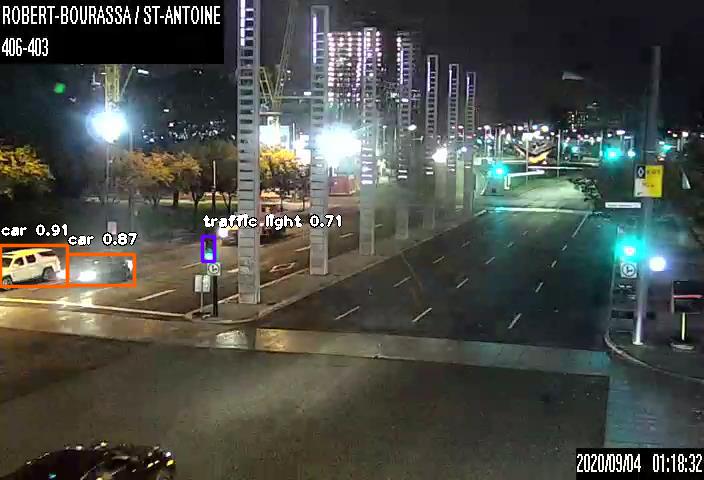 ROBERT-BOURASSA / ST-ANTOINE
406-403
traffic light 0.71
car 0.91
car 0.87
2020/09/04 01:18:32